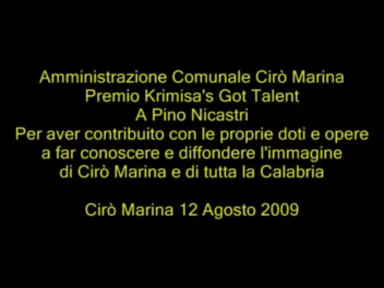 Amministrazione Comunale Cirò Marina
Premio Krimisa's Got Talent
A Pino Nicastri
Per aver contribuito con le proprie doti e opere
a far conoscere e diffondere l'immagine
di Cirò Marina e di tutta la Calabria
Cirò Marina 12 Agosto 2009